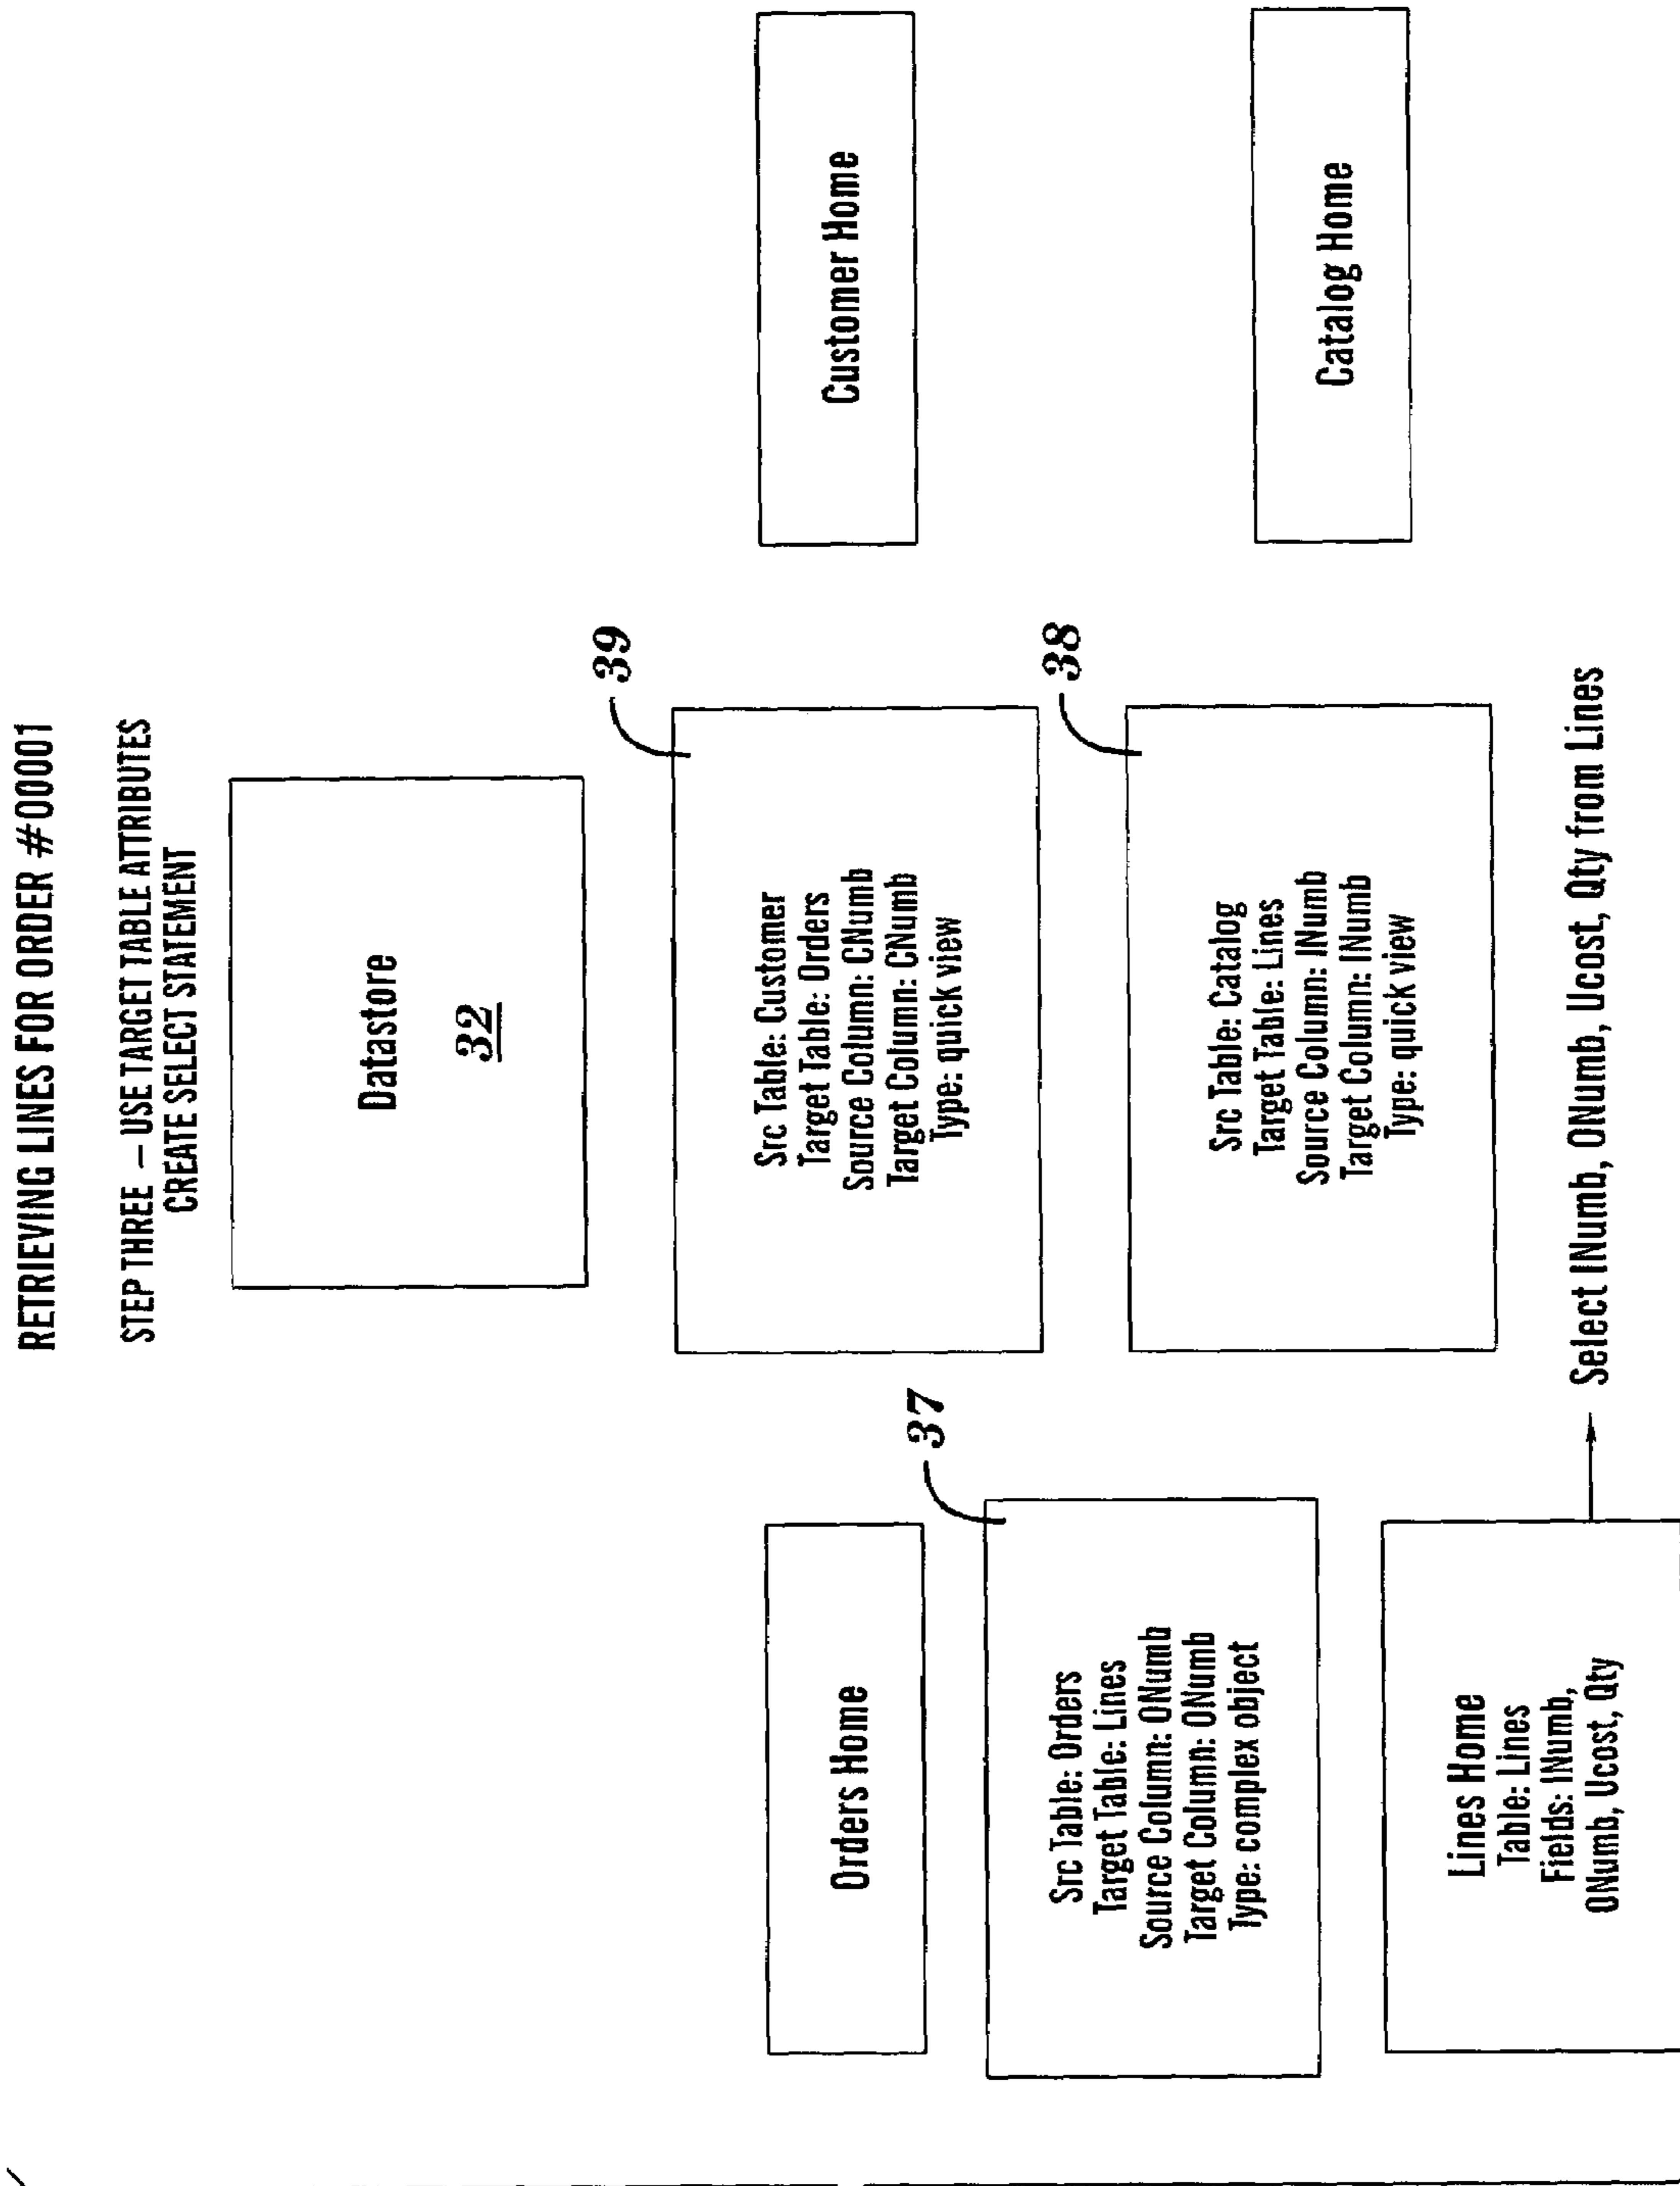 RETRIEVING LINES FOR ORDER #00001
STEP THREE – USE TARGET TABLE ATTRIBUTES
CREATE SELECT STATEMENT
Datastore
32
39
Src Table: Customer
Target Table: Orders
Source Column: CNumb
Target Column: CNumb
Type: quick view
Customer Home
Orders Home
37
Src Table: Orders
Target Table: Lines
Source Column: ONumb
Target Column: ONumb
Type: complex object
38
Src Table: Catalog
Target Table: Lines
Source Column: INumb
Target Column: INumb
Type: quick view
Catalog Home
Lines Home
Table: Lines
Fields: INumb,
ONumb, Ucost, Qty
Select INumb, ONumb, Ucost, Qty from Lines